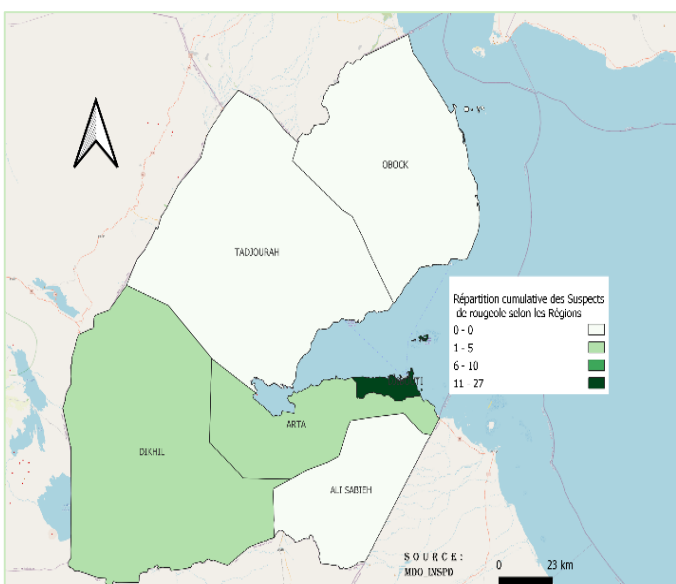 OBOCK
TADJOURAH
Répartition cumulative des Suspects
de rougeole selon les Régions
0 - 0
1 - 5
6 - 10
11 - 27
ARTA
DIKHIL
ALI SABIEH
SOURCE:
MDO INSPD
0 23 km